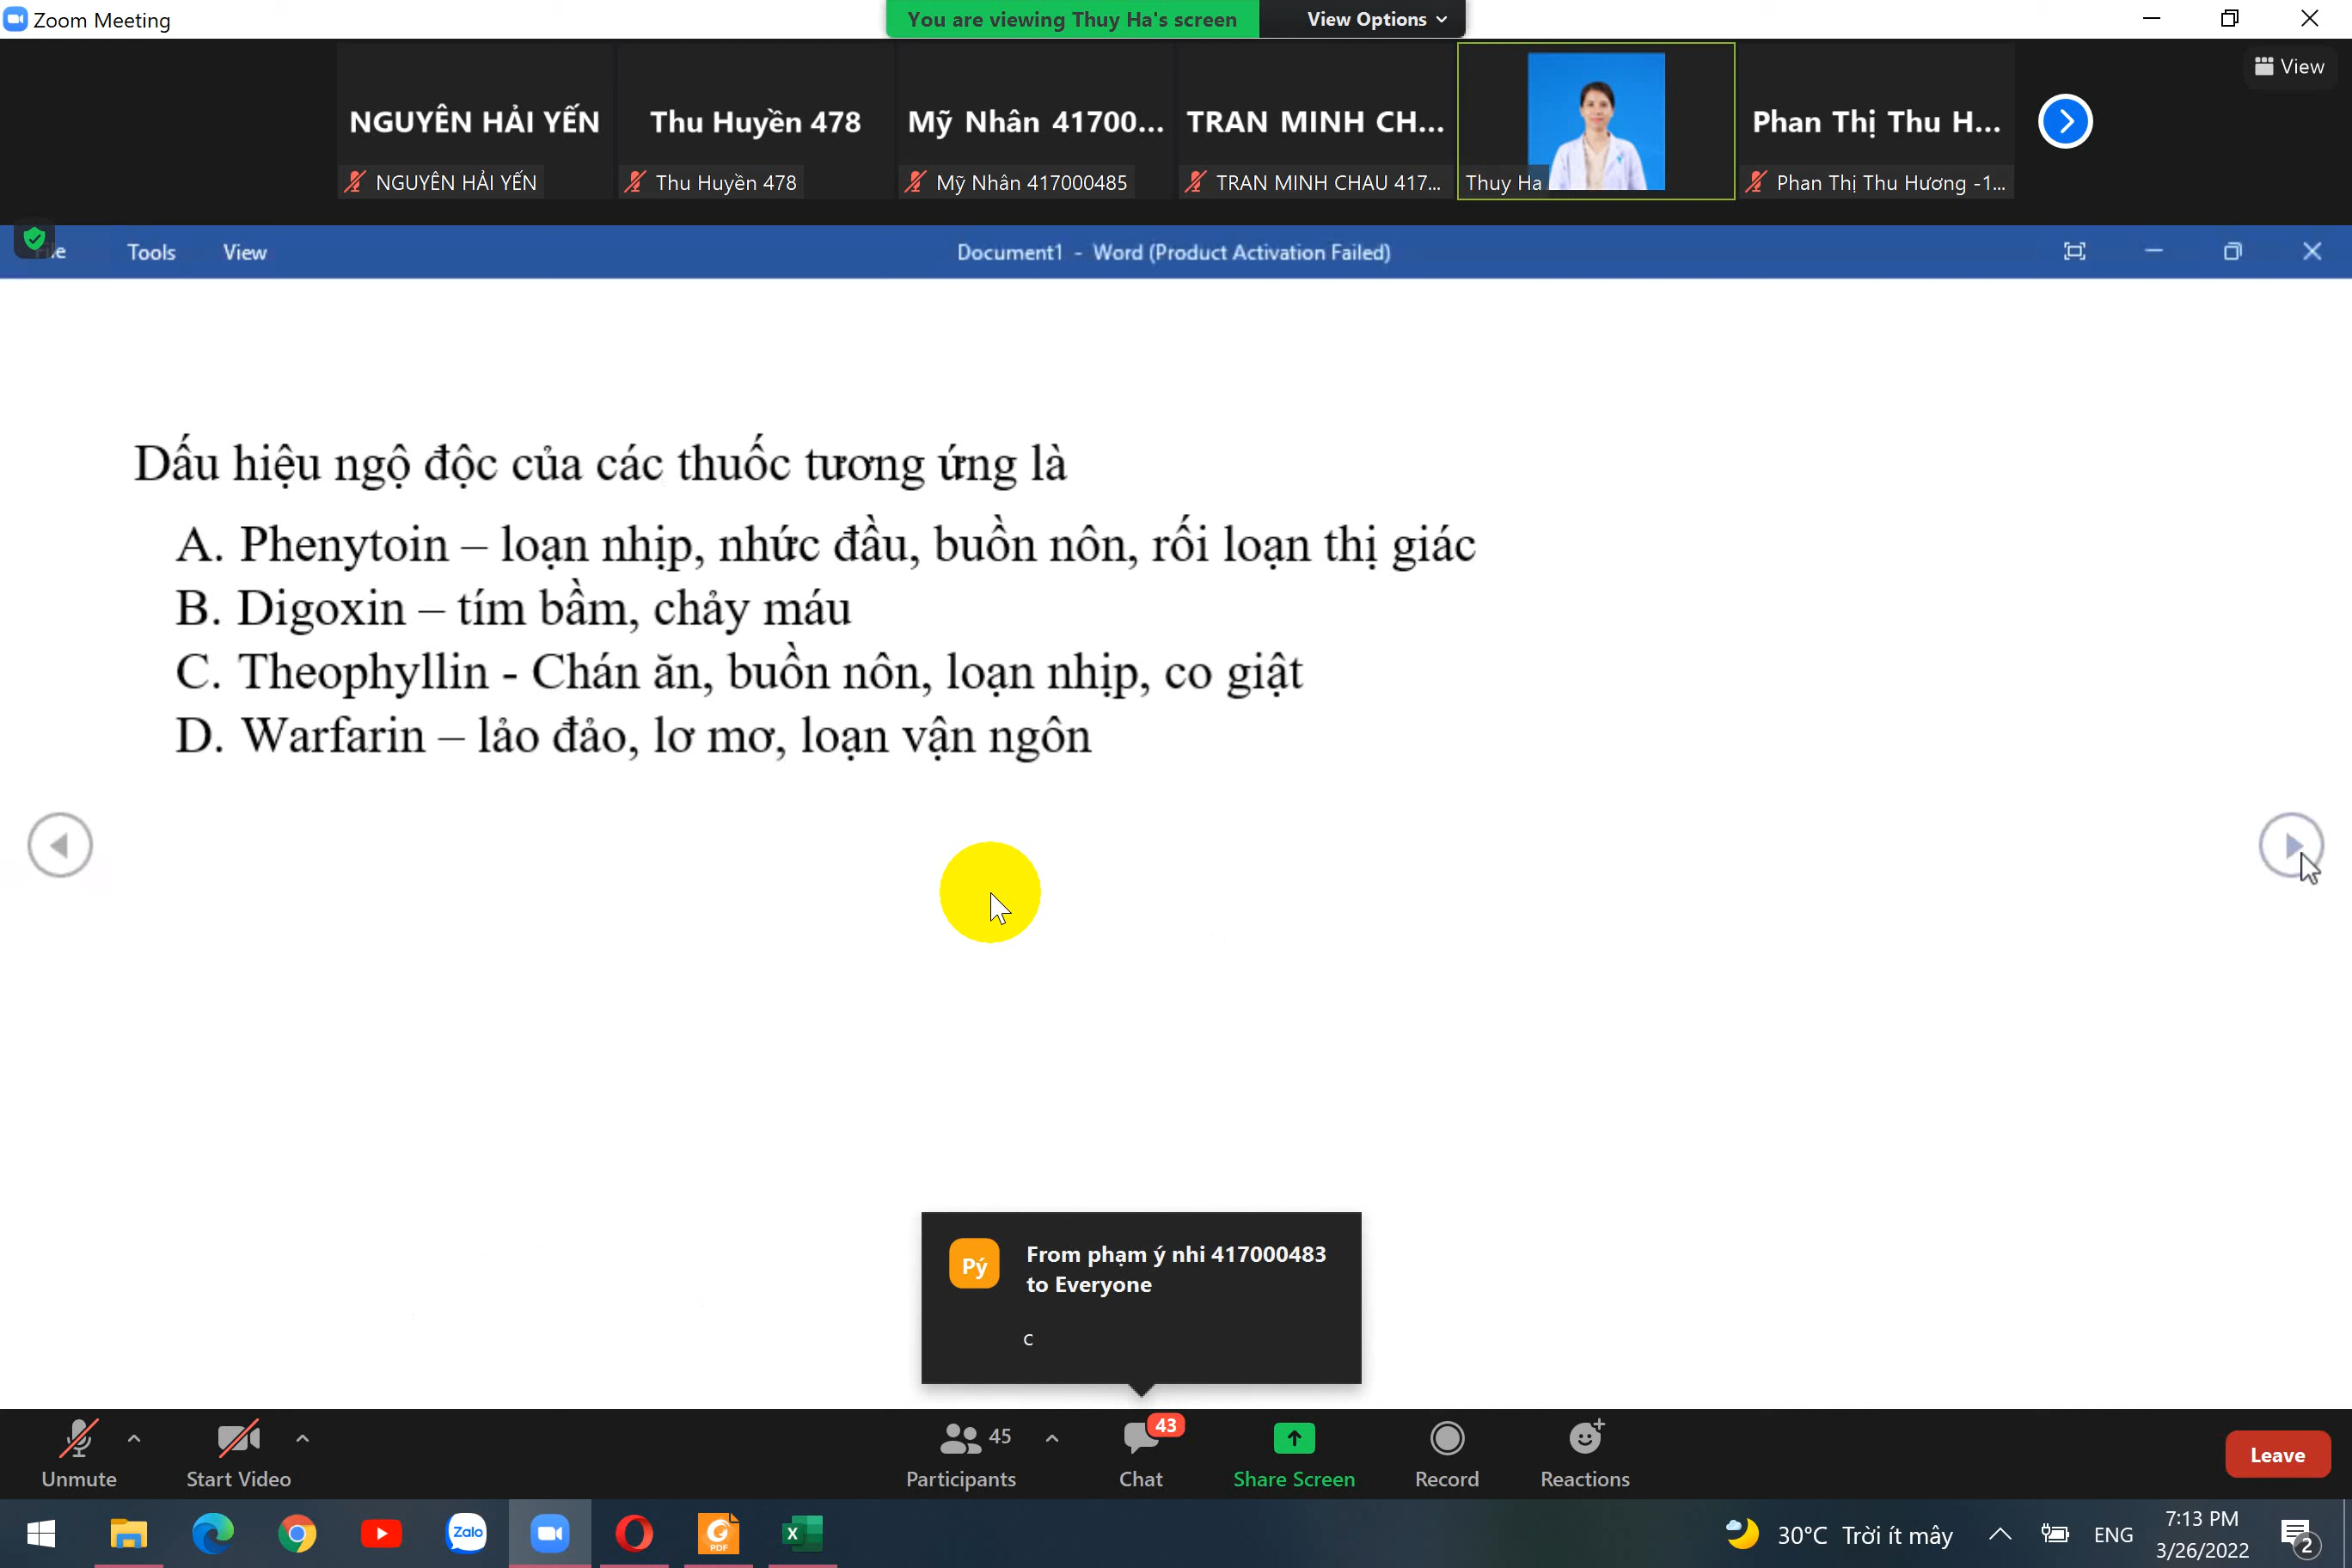 Zoom Meeting
You are viewing Thuy Ha's screen
View Options
View
NGUYÊN HẢI YẾN
Thu Huyền 478
Mỹ Nhân 41700...
TRAN MINH CH...
Phan Thị Thu H...
NGUYÊN HẢI YẾN
Thu Huyền 478
Mỹ Nhân 417000485
TRAN MINH CHAU 417...
Thuy Ha
Phan Thị Thu Hương -1...
Tools
View
Document1 - Word (Product Activation Failed)
Dấu hiệu ngộ độc của các thuốc tương ứng là
A. Phenytoin – loạn nhịp, nhức đầu, buồn nôn, rối loạn thị giác
B. Digoxin – tím bầm, chảy máu
C. Theophyllin - Chán ăn, buồn nôn, loạn nhịp, co giật
D. Warfarin – lảo đảo, lơ mơ, loạn vận ngôn
Pý
From phạm ý nhi 417000483
to Everyone
c
Unmute
Start Video
45
Participants
43
Chat
Share Screen
Record
Reactions
Leave
Zalo
PDF
X
30°C Trời ít mây
ENG
7:13 PM
3/26/2022
2